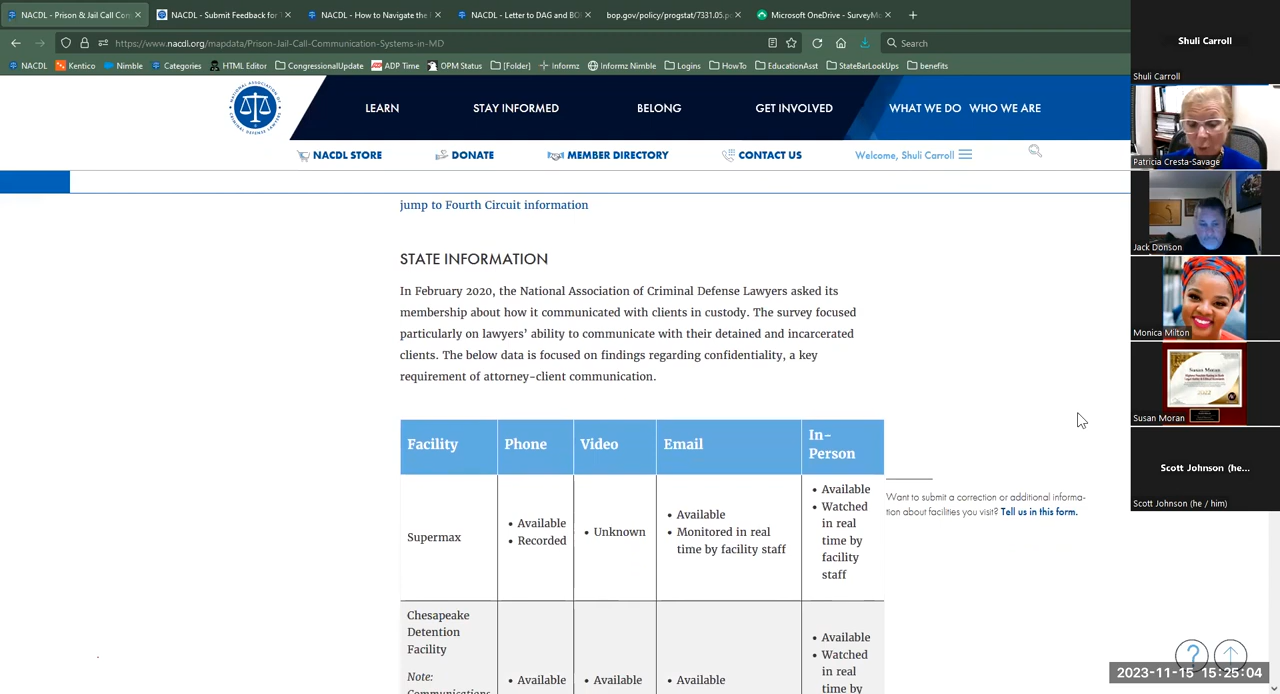 NACDL - Prison & Jail Call Com
NACDL - Submit Feedback for T
NACDL - How to Navigate the F
NACDL - Letter to DAG and BOP
bop.gov/policy/progstat/7331.05.p
Microsoft OneDrive - SurveyMo
https://www.nacdl.org/mapdata/Prison-Jail-Call-Communication-Systems-in-MD
Search
NACDL
Kentico
Nimble
Categories
HTML Editor
CongressionalUpdate
ADP Time
OPM Status
[Folder]
Informz
Informz Nimble
Logins
HowTo
EducationAsst
StateBarLookUps
benefits
LEARN
STAY INFORMED
BELONG
GET INVOLVED
WHAT WE DO
WHO WE ARE
NACDL STORE
DONATE
MEMBER DIRECTORY
CONTACT US
Welcome, Shuli Carroll
jump to Fourth Circuit information
STATE INFORMATION
In February 2020, the National Association of Criminal Defense Lawyers asked its
membership about how it communicated with clients in custody. The survey focused
particularly on lawyers’ ability to communicate with their detained and incarcerated
clients. The below data is focused on findings regarding confidentiality, a key
requirement of attorney-client communication.
Facility
Phone
Video
Email
In-
Person
Supermax
• Available
• Recorded
• Unknown
• Available
• Monitored in real
time by facility staff
• Available
• Watched
in real
time by
facility
staff
Chesapeake
Detention
Facility
Note:
Communications
• Available
• Available
• Available
• Available
• Watched
in real
time by
Want to submit a correction or additional informa-
tion about facilities you visit? Tell us in this form.
Shuli Carroll
Shuli Carroll
Patricia Cresta-Savage
Jack Donson
Monica Milton
Susan Moran
Susan Moran
Scott Johnson (he...
Scott Johnson (he / him)
?
2023-11-15 15:25:04